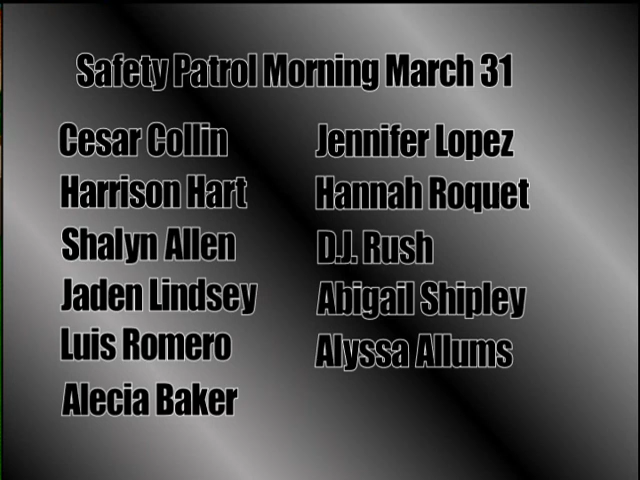 Safety Patrol Morning March 31
Cesar Collin
Harrison Hart
Shalyn Allen
Jaden Lindsey
Luis Romero
Alecia Baker
Jennifer Lopez
Hannah Roquet
D.J. Rush
Abigail Shipley
Alyssa Allums